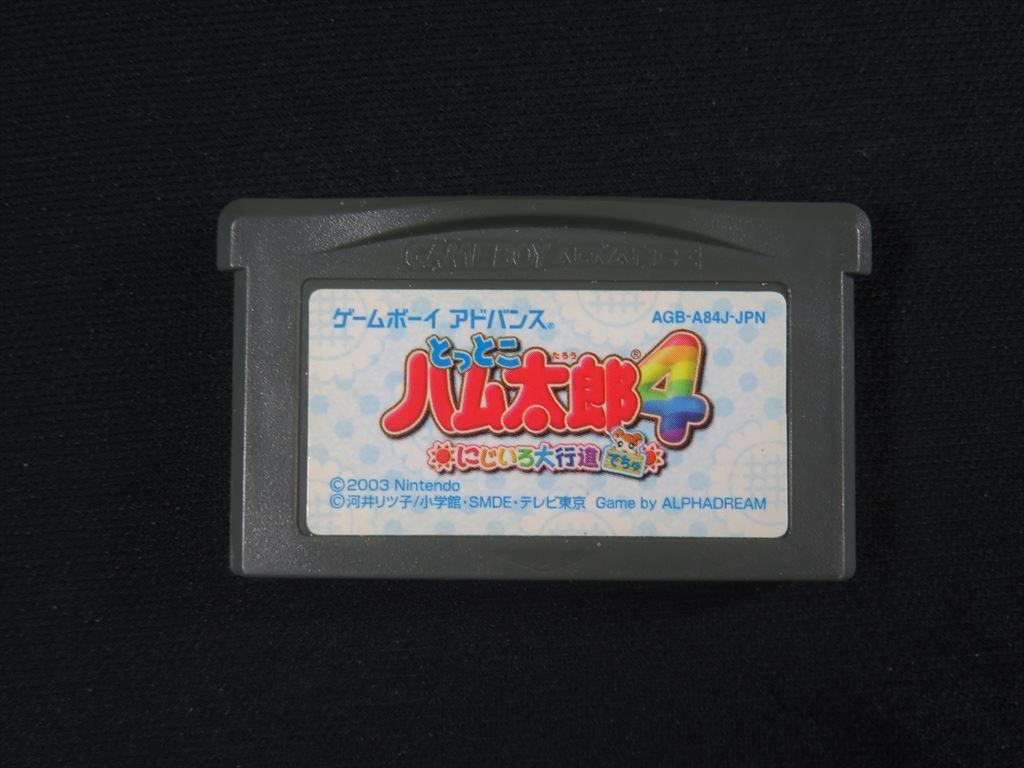 GAME BOY ADVANCE
ゲームボーイ アドバンス®
AGB-A84J-JPN
とっとこ
ハム太郎®4
たろう
にじいろ大行進でちゅ
©2003 Nintendo
©河井リツ子/小学館・SMDE・テレビ東京 Game by ALPHADREAM